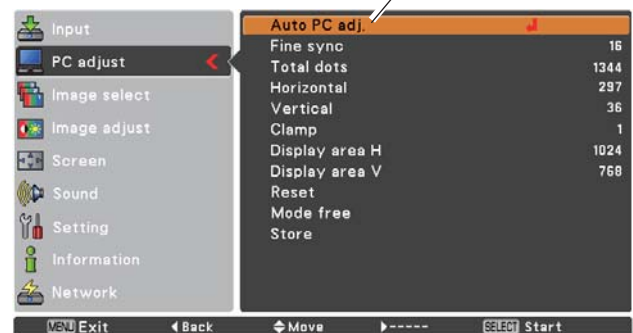 Input
PC adjust
Image select
Image adjust
Screen
Sound
Setting
Information
Network
Auto PC adj.
Fine sync 16
Total dots 1344
Horizontal 297
Vertical 36
Clamp 1
Display area H 1024
Display area V 768
Reset
Mode free
Store
MENU Exit ◀Back Move ▶----- SELECT Start